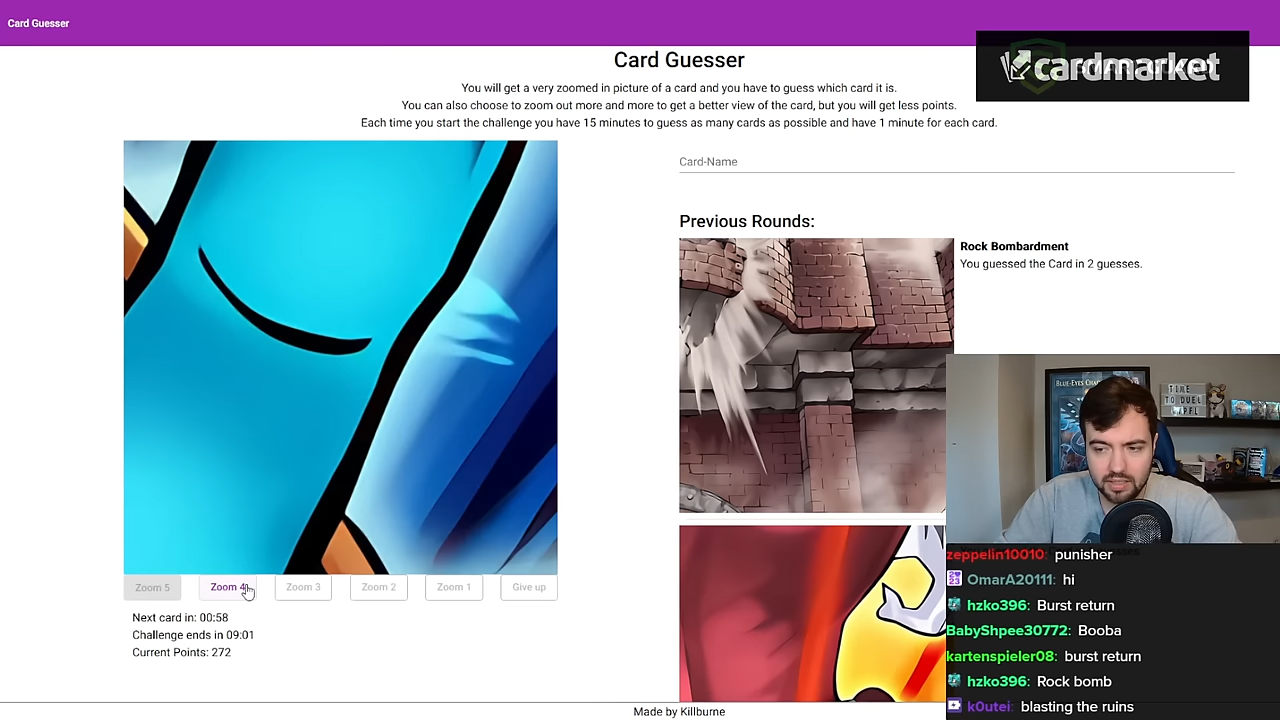 Card Guesser
cardmarket
Card Guesser
You will get a very zoomed in picture of a card and you have to guess which card it is.
You can also choose to zoom out more and more to get a better view of the card, but you will get less points.
Each time you start the challenge you have 15 minutes to guess as many cards as possible and have 1 minute for each card.
Card-Name
Previous Rounds:
Rock Bombardment
You guessed the Card in 2 guesses.
BLUE-EYES
TIME
TO DUEL
Zoom 5
Zoom 4
Zoom 3
Zoom 2
Zoom 1
Give up
Next card in: 00:58
Challenge ends in 09:01
Current Points: 272
zeppelin10010: punisher
OmarA20111: hi
hzko396: Burst return
BabyShpee30772: Booba
kartenspieler08: burst return
hzko396: Rock bomb
k0utei: blasting the ruins
Made by Killburne